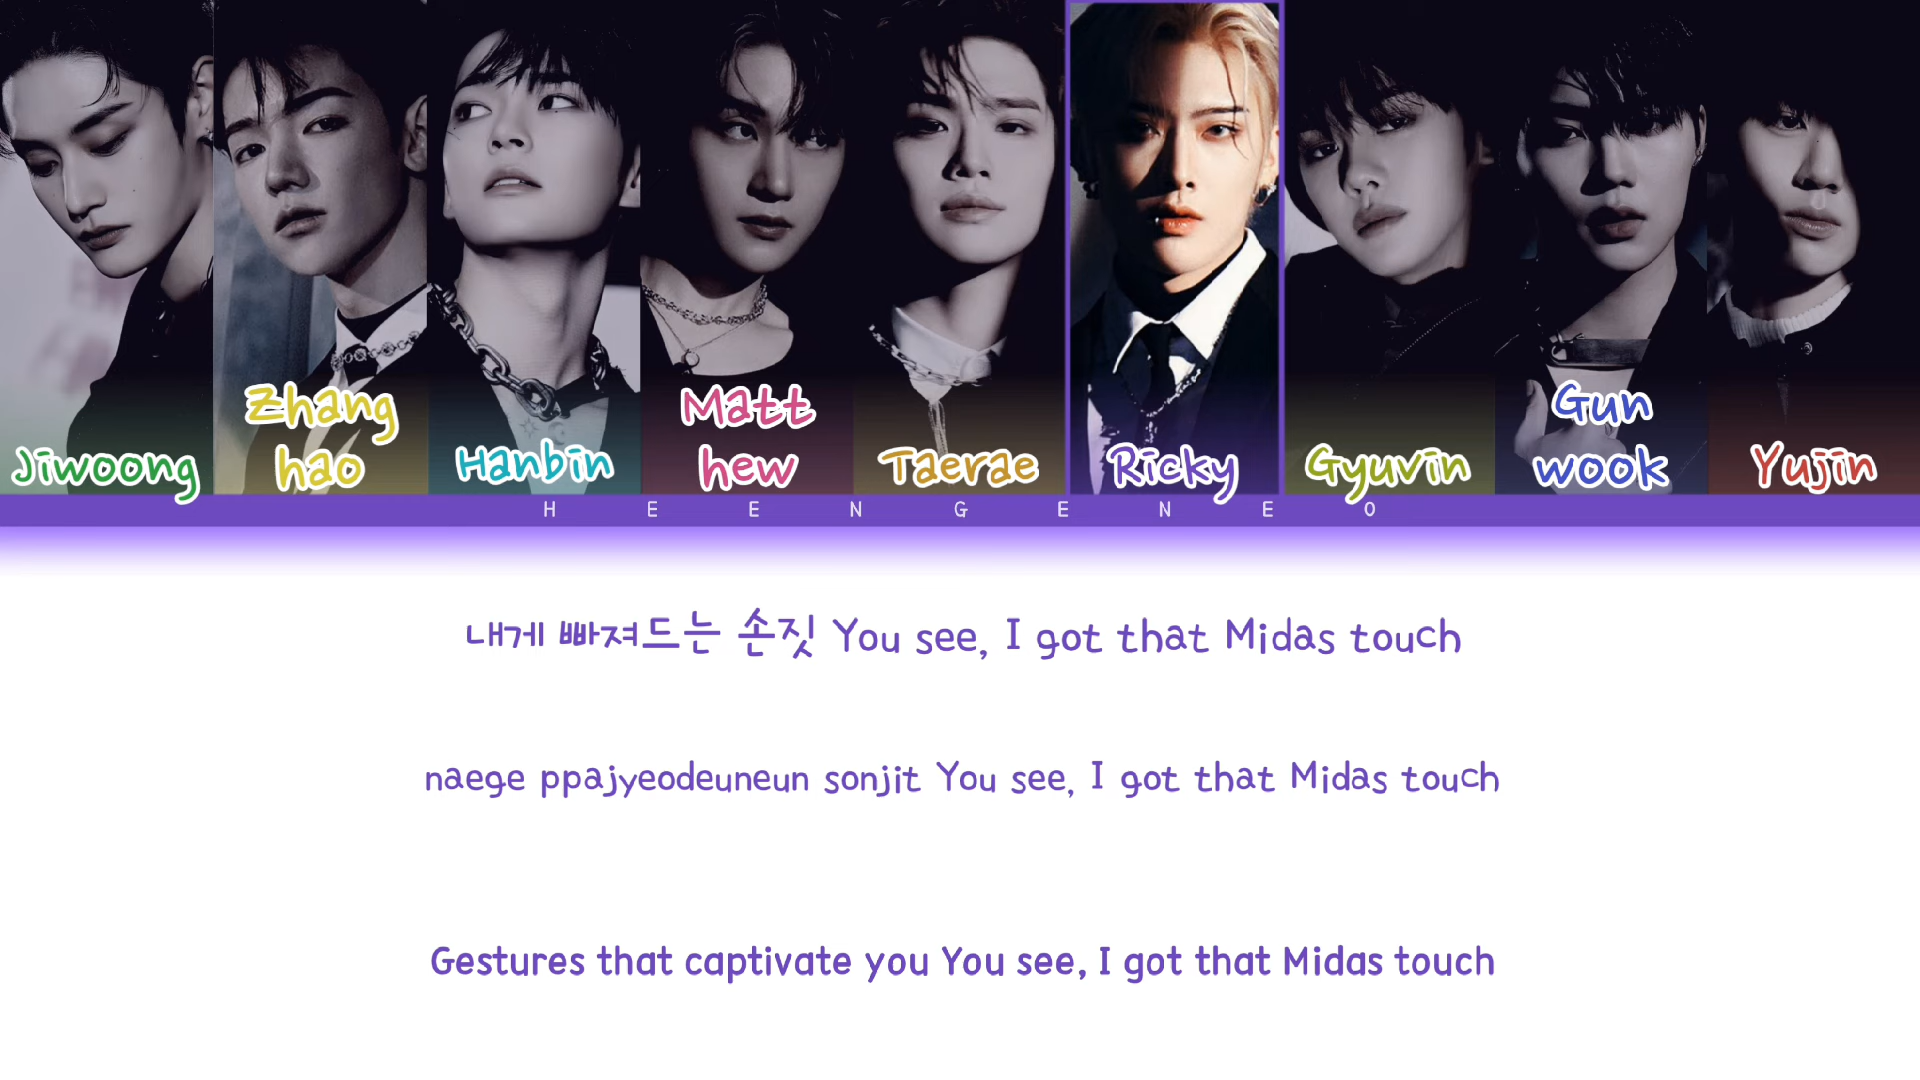 Jiwoong
Zhang
hao
Hanbin
Matt
hew
Taerae
Ricky
Gyuvin
Gun
wook
Yujin
H E E N G E N E O
내게 빠져드는 손짓 You see, I got that Midas touch
naege ppajyeodeuneun sonjit You see, I got that Midas touch
Gestures that captivate you You see, I got that Midas touch